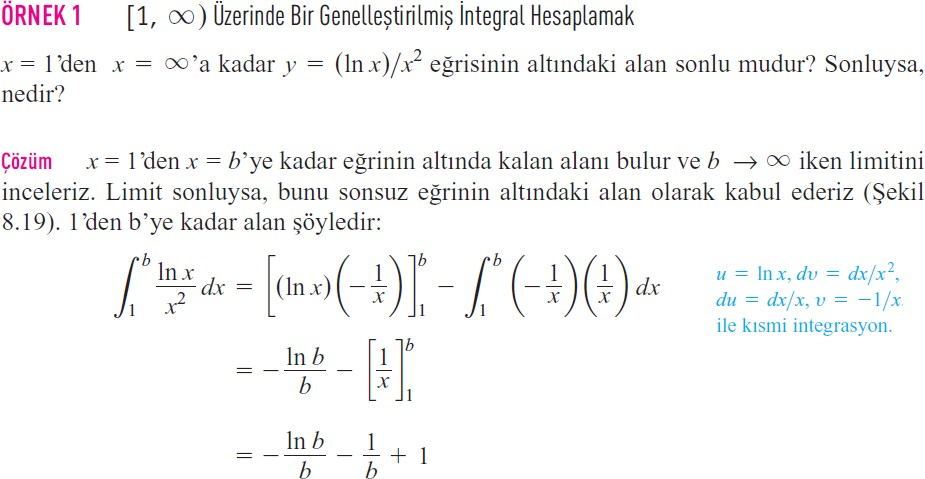 ÖRNEK 1 [1, ∞) Üzerinde Bir Genelleştirilmiş İntegral Hesaplamak
x = 1’den x = ∞’a kadar y = (ln x)/x² eğrisinin altındaki alan sonlu mudur? Sonluysa,
nedir?
Çözüm x = 1’den x = b’ye kadar eğrinin altında kalan alanı bulur ve b → ∞ iken limitini
inceleriz. Limit sonluysa, bunu sonsuz eğrinin altındaki alan olarak kabul ederiz (Şekil
8.19). 1’den b’ye kadar alan şöyledir:
∫₁ᵇ (ln x)/x² dx = [(ln x)(−1/x)]₁ᵇ − ∫₁ᵇ (−1/x)(1/x) dx
u = ln x, dv = dx/x²,
du = dx/x, v = −1/x
ile kısmi integrasyon.
= −(ln b)/b − [1/x]₁ᵇ
= −(ln b)/b − 1/b + 1